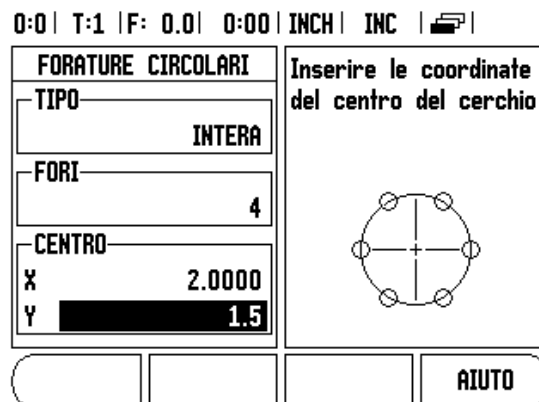 0:0 | T:1 | F: 0.0 | 0:00 | INCH | INC |
FORATURE CIRCOLARI
TIPO
INTERA
FORI
4
CENTRO
X 2.0000
Y 1.5
Inserire le coordinate
del centro del cerchio
AIUTO